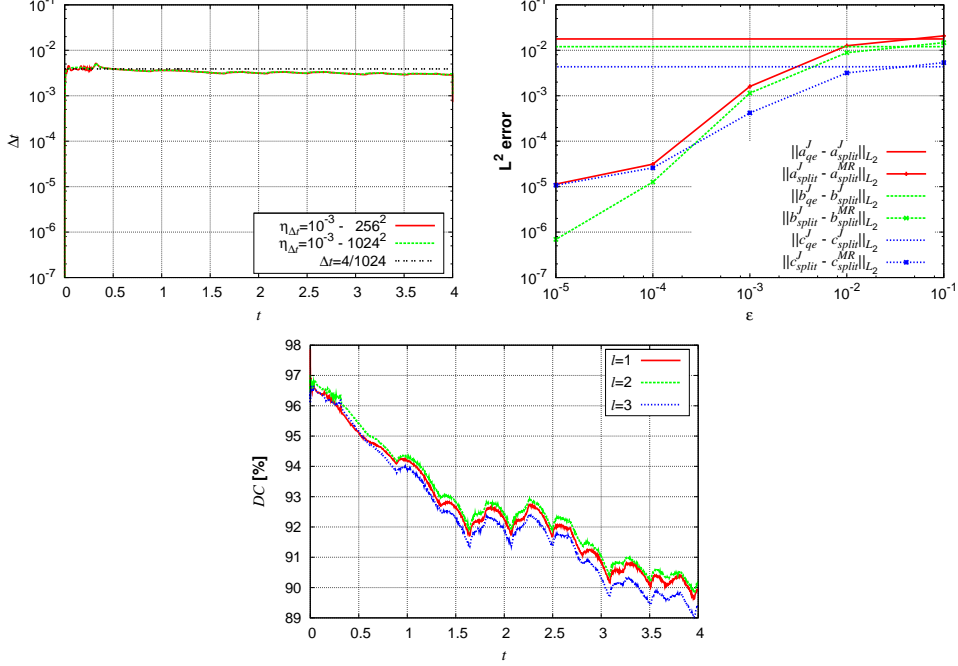 10⁻¹
10⁻²
10⁻³
10⁻⁴
10⁻⁵
10⁻⁶
10⁻⁷
Δt
η_Δt=10⁻³ - 256²
η_Δt=10⁻³ - 1024²
Δt=4/1024
0 0.5 1 1.5 2 2.5 3 3.5 4
t
10⁻¹
10⁻²
10⁻³
10⁻⁴
10⁻⁵
10⁻⁶
10⁻⁷
L² error
||a^J_qe - a^J_split||_L₂
||a^J_split - a^MR_split||_L₂
||b^J_qe - b^J_split||_L₂
||b^J_split - b^MR_split||_L₂
||c^J_qe - c^J_split||_L₂
||c^J_split - c^MR_split||_L₂
10⁻⁵ 10⁻⁴ 10⁻³ 10⁻² 10⁻¹
ε
98
97
96
95
94
93
92
91
90
89
DC [%]
l=1
l=2
l=3
0 0.5 1 1.5 2 2.5 3 3.5 4
t